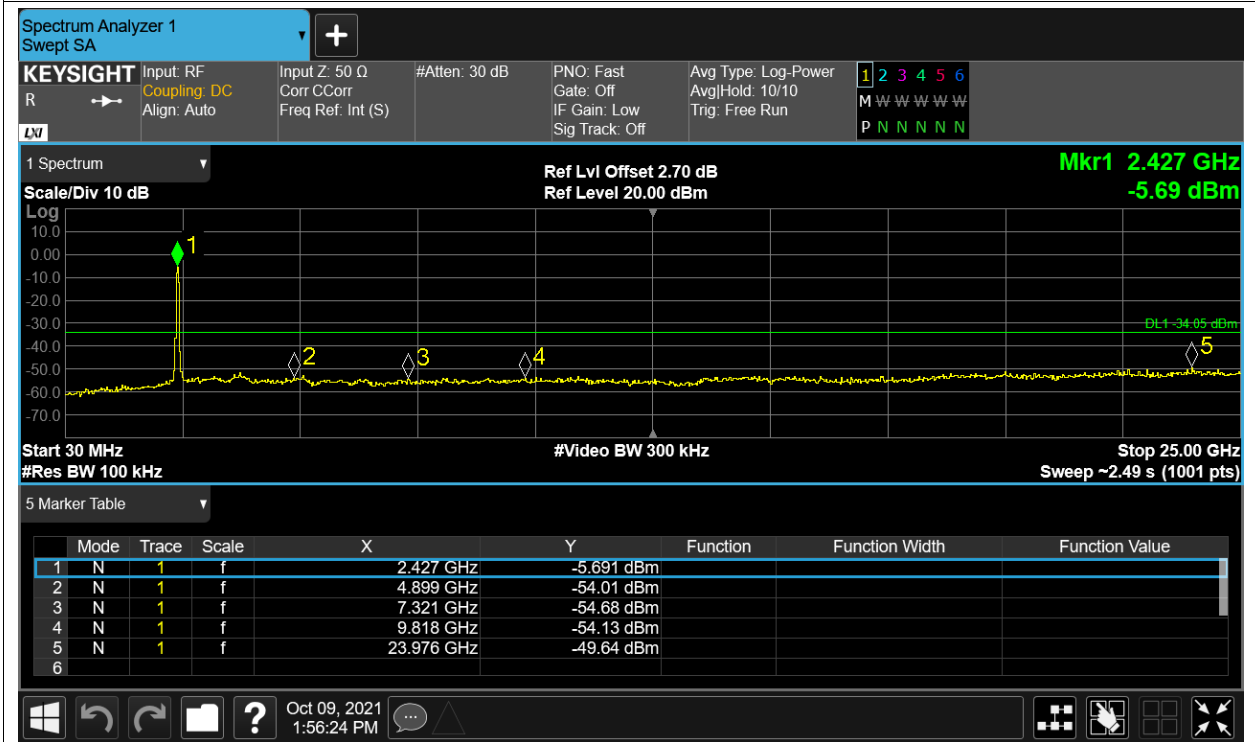 Spectrum Analyzer 1
Swept SA
+
KEYSIGHT
R
LXI
Input: RF
Coupling: DC
Align: Auto
Input Z: 50 Ω
Corr CCorr
Freq Ref: Int (S)
#Atten: 30 dB
PNO: Fast
Gate: Off
IF Gain: Low
Sig Track: Off
Avg Type: Log-Power
Avg|Hold: 10/10
Trig: Free Run
1 2 3 4 5 6
M W W W W W
P N N N N N
1 Spectrum
Scale/Div 10 dB
Ref Lvl Offset 2.70 dB
Ref Level 20.00 dBm
Mkr1 2.427 GHz
-5.69 dBm
Log
10.0
0.00
-10.0
-20.0
-30.0
-40.0
-50.0
-60.0
-70.0
1
2
3
4
5
DL1 -34.05 dBm
Start 30 MHz
#Res BW 100 kHz
#Video BW 300 kHz
Stop 25.00 GHz
Sweep ~2.49 s (1001 pts)
5 Marker Table
Mode Trace Scale X Y Function Function Width Function Value
1 N 1 f 2.427 GHz -5.691 dBm
2 N 1 f 4.899 GHz -54.01 dBm
3 N 1 f 7.321 GHz -54.68 dBm
4 N 1 f 9.818 GHz -54.13 dBm
5 N 1 f 23.976 GHz -49.64 dBm
6
?
Oct 09, 2021
1:56:24 PM